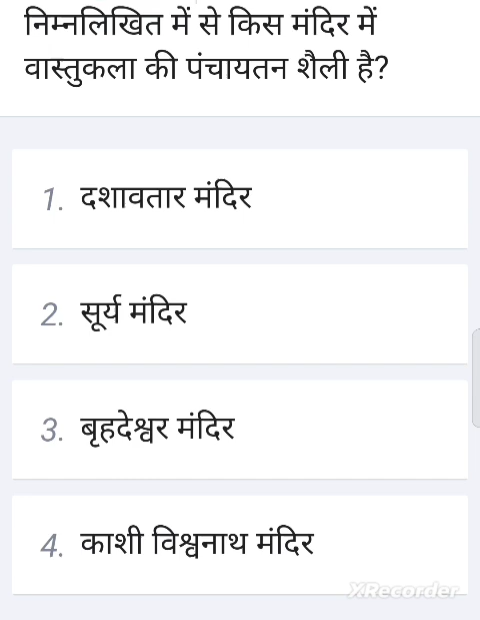 निम्नलिखित में से किस मंदिर में
वास्तुकला की पंचायतन शैली है?
1. दशावतार मंदिर
2. सूर्य मंदिर
3. बृहदेश्वर मंदिर
4. काशी विश्वनाथ मंदिर
XRecorder